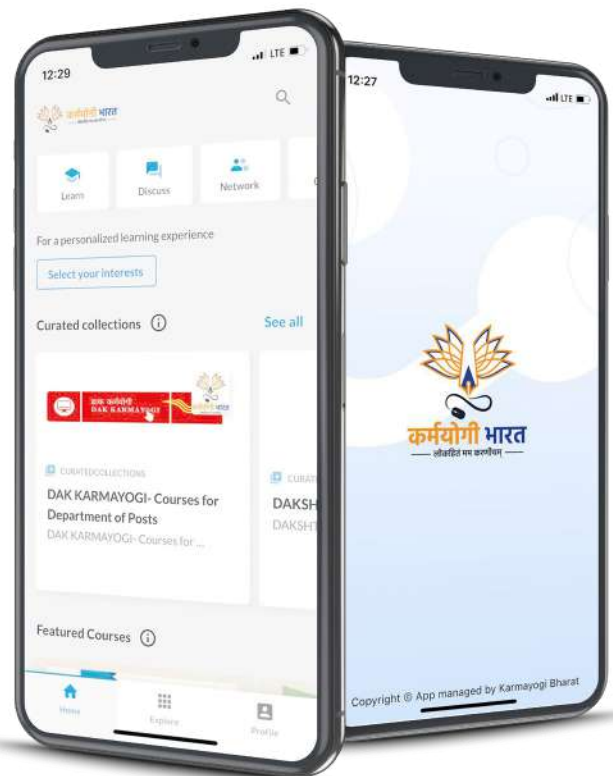 12:29
LTE
कर्मयोगी भारत
Learn
Discuss
Network
For a personalized learning experience
Select your interests
Curated collections
See all
डाक कर्मयोगी
DAK KARMAYOGI
CURATEDCOLLECTIONS
DAK KARMAYOGI- Courses for
Department of Posts
DAK KARMAYOGI- Courses for ...
CURAT
DAKSH
DAKSHT
Featured Courses
Home
Explore
Profile
12:27
LTE
कर्मयोगी भारत
लोकहितं मम करणीयम्
Copyright © App managed by Karmayogi Bharat